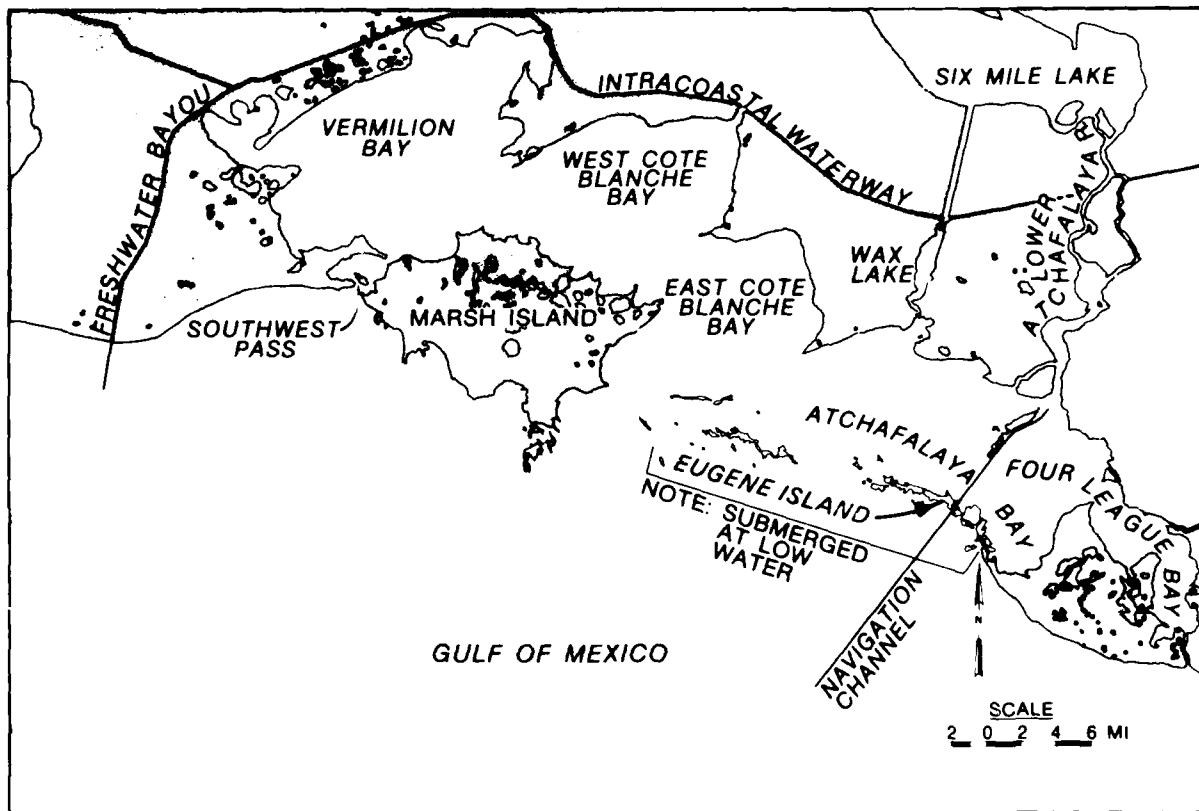 SIX MILE LAKE
INTRACOASTAL WATERWAY
FRESHWATER BAYOU
VERMILION
BAY
WEST COTE
BLANCHE
BAY
LOWER
ATCHAFALAYA R
WAX
LAKE
EAST COTE
BLANCHE
BAY
SOUTHWEST
PASS
MARSH ISLAND
ATCHAFALAYA
BAY
FOUR LEAGUE
BAY
EUGENE ISLAND
NOTE: SUBMERGED
AT LOW
WATER
NAVIGATION
CHANNEL
N
GULF OF MEXICO
SCALE
2 0 2 4 6 MI